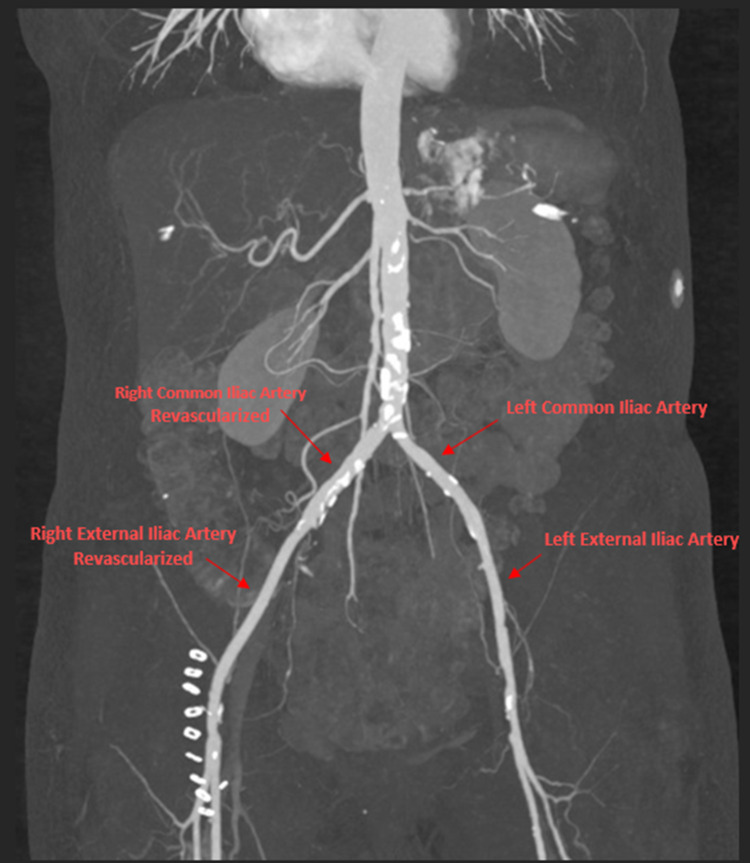 Right Common Iliac Artery
Revascularized
Left Common Iliac Artery
Right External Iliac Artery
Revascularized
Left External Iliac Artery